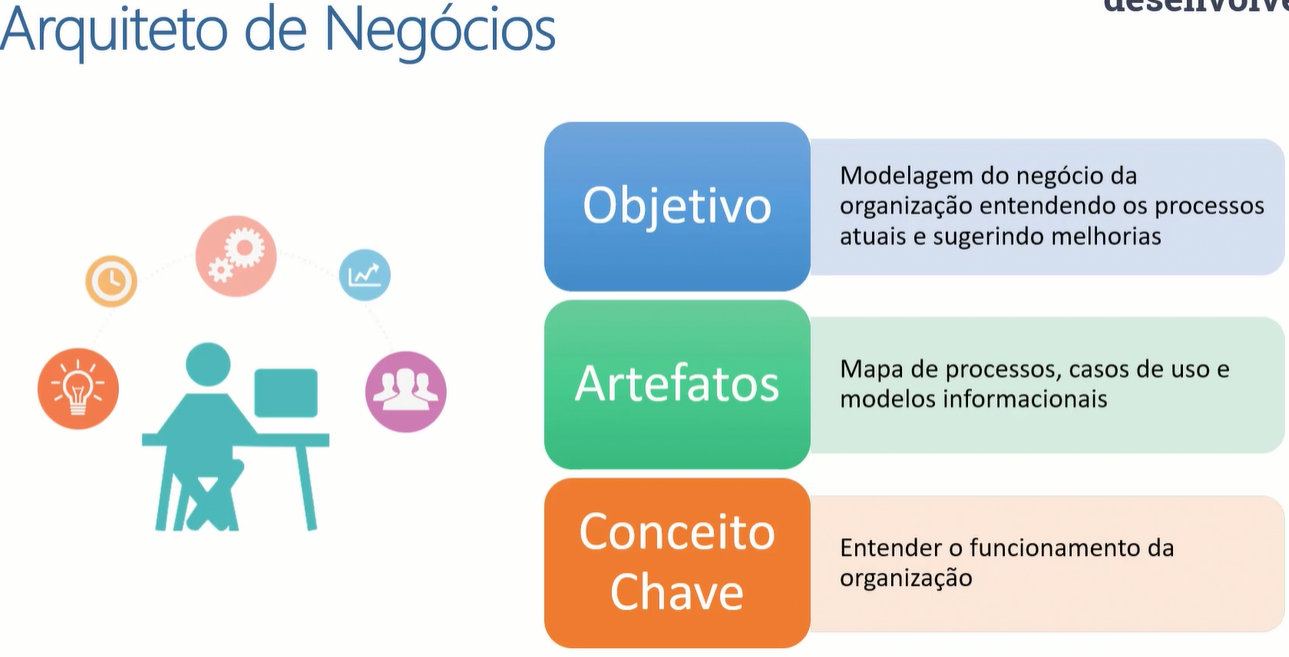 Arquiteto de Negócios
Objetivo
Modelagem do negócio da
organização entendendo os processos
atuais e sugerindo melhorias
Artefatos
Mapa de processos, casos de uso e
modelos informacionais
Conceito
Chave
Entender o funcionamento da
organização